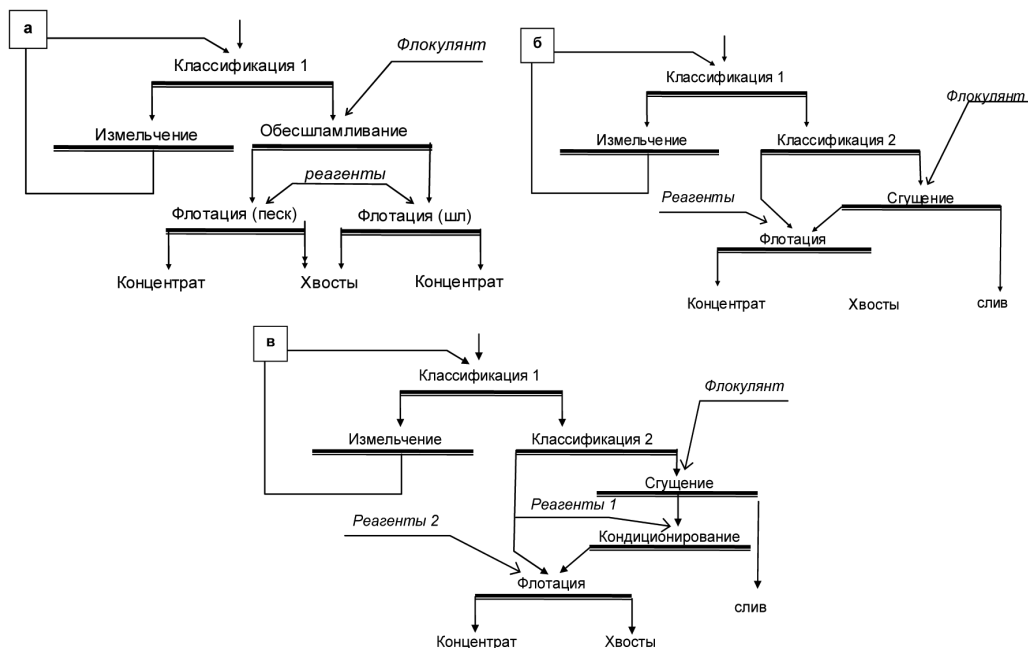 а
Флокулянт
Классификация 1
Измельчение
Обесшламливание
реагенты
Флотация (песк)
Флотация (шл)
Концентрат
Хвосты
Концентрат
б
Классификация 1
Флокулянт
Измельчение
Классификация 2
Реагенты
Сгущение
Флотация
Концентрат
Хвосты
слив
в
Классификация 1
Флокулянт
Измельчение
Классификация 2
Сгущение
Реагенты 1
Реагенты 2
Кондиционирование
Флотация
слив
Концентрат
Хвосты